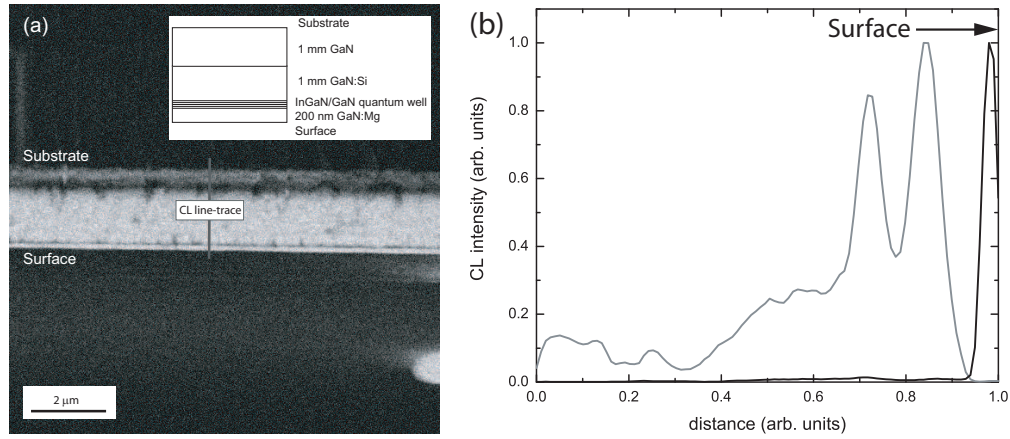 (a)
Substrate
1 mm GaN
1 mm GaN:Si
InGaN/GaN quantum well
200 nm GaN:Mg
Surface
Substrate
CL line-trace
Surface
2 μm
(b)
Surface
CL intensity (arb. units)
1.0
0.8
0.6
0.4
0.2
0.0
0.0 0.2 0.4 0.6 0.8 1.0
distance (arb. units)